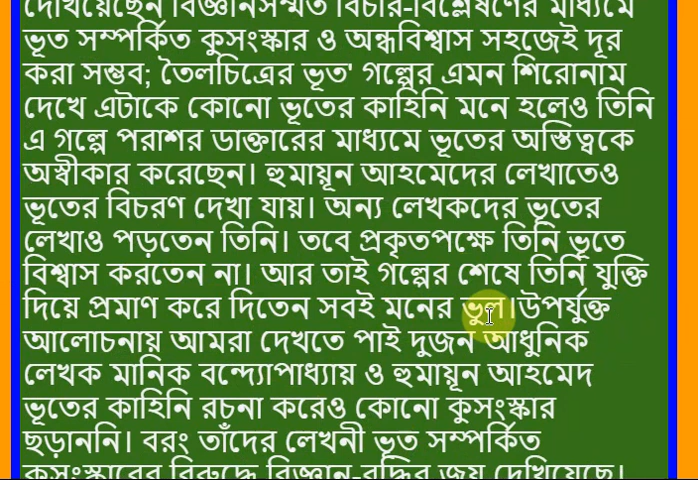 দেখিয়েছেন বিজ্ঞানসম্মত বিচার-বিশ্লেষণের মাধ্যমে
ভূত সম্পর্কিত কুসংস্কার ও অন্ধবিশ্বাস সহজেই দূর
করা সম্ভব; তৈলচিত্রের ভূত' গল্পের এমন শিরোনাম
দেখে এটাকে কোনো ভূতের কাহিনি মনে হলেও তিনি
এ গল্পে পরাশর ডাক্তারের মাধ্যমে ভূতের অস্তিত্বকে
অস্বীকার করেছেন। হুমায়ূন আহমেদের লেখাতেও
ভূতের বিচরণ দেখা যায়। অন্য লেখকদের ভূতের
লেখাও পড়তেন তিনি। তবে প্রকৃতপক্ষে তিনি ভূতে
বিশ্বাস করতেন না। আর তাই গল্পের শেষে তিনি যুক্তি
দিয়ে প্রমাণ করে দিতেন সবই মনের ভুল।উপর্যুক্ত
আলোচনায় আমরা দেখতে পাই দুজন আধুনিক
লেখক মানিক বন্দ্যোপাধ্যায় ও হুমায়ূন আহমেদ
ভূতের কাহিনি রচনা করেও কোনো কুসংস্কার
ছড়াননি। বরং তাঁদের লেখনী ভূত সম্পর্কিত
কুসংস্কারের বিরুদ্ধে বিজ্ঞান-বুদ্ধির জয় দেখিয়েছে।